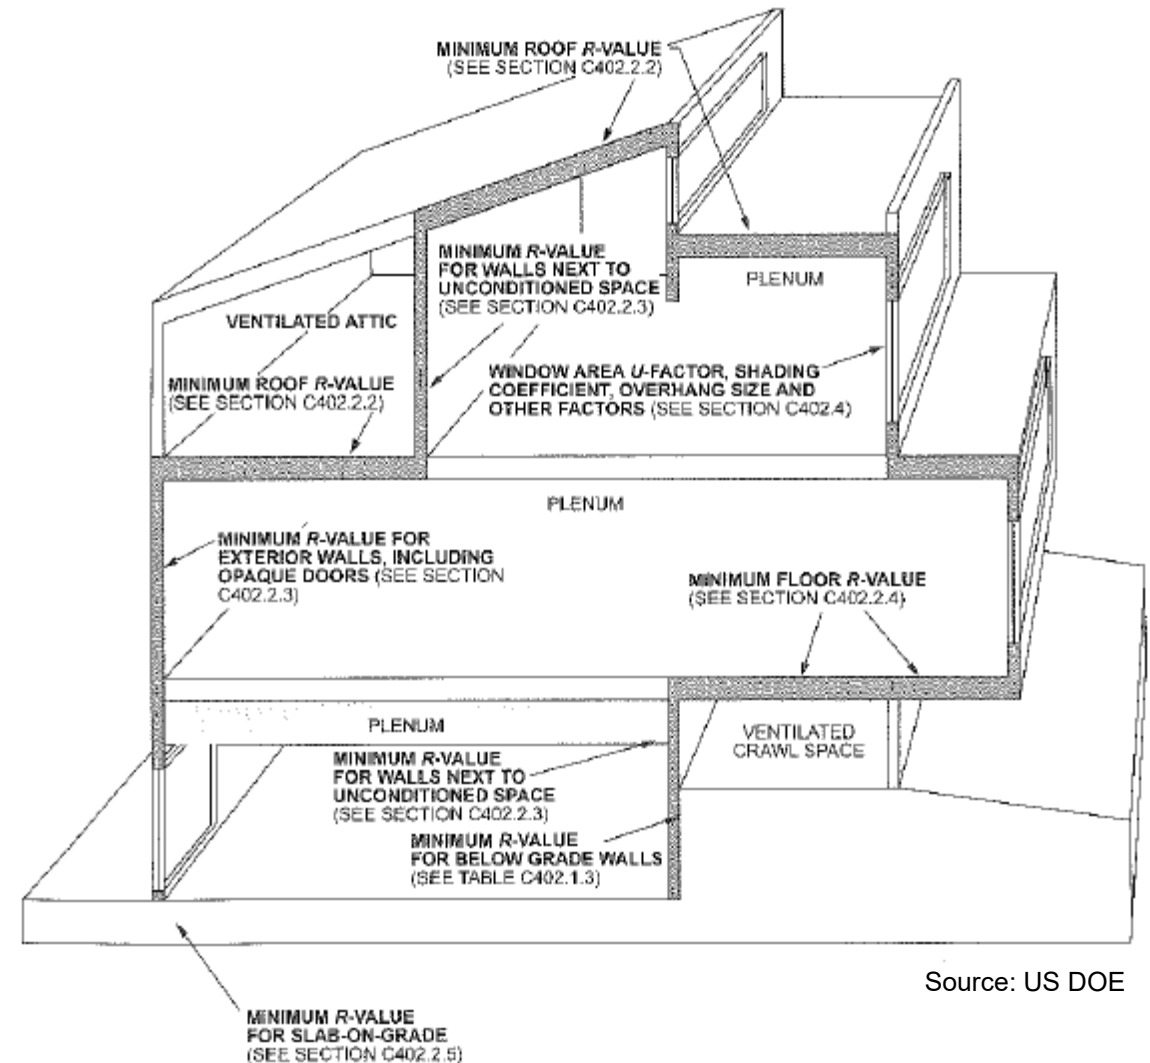 MINIMUM ROOF R-VALUE
(SEE SECTION C402.2.2)
MINIMUM R-VALUE
FOR WALLS NEXT TO
UNCONDITIONED SPACE
(SEE SECTION C402.2.3)
PLENUM
VENTILATED ATTIC
MINIMUM ROOF R-VALUE
(SEE SECTION C402.2.2)
WINDOW AREA U-FACTOR, SHADING
COEFFICIENT, OVERHANG SIZE AND
OTHER FACTORS (SEE SECTION C402.4)
PLENUM
MINIMUM R-VALUE FOR
EXTERIOR WALLS, INCLUDING
OPAQUE DOORS (SEE SECTION
C402.2.3)
MINIMUM FLOOR R-VALUE
(SEE SECTION C402.2.4)
PLENUM
VENTILATED
CRAWL SPACE
MINIMUM R-VALUE
FOR WALLS NEXT TO
UNCONDITIONED SPACE
(SEE SECTION C402.2.3)
MINIMUM R-VALUE
FOR BELOW GRADE WALLS
(SEE TABLE C402.1.3)
Source: US DOE
MINIMUM R-VALUE
FOR SLAB-ON-GRADE
(SEE SECTION C402.2.5)